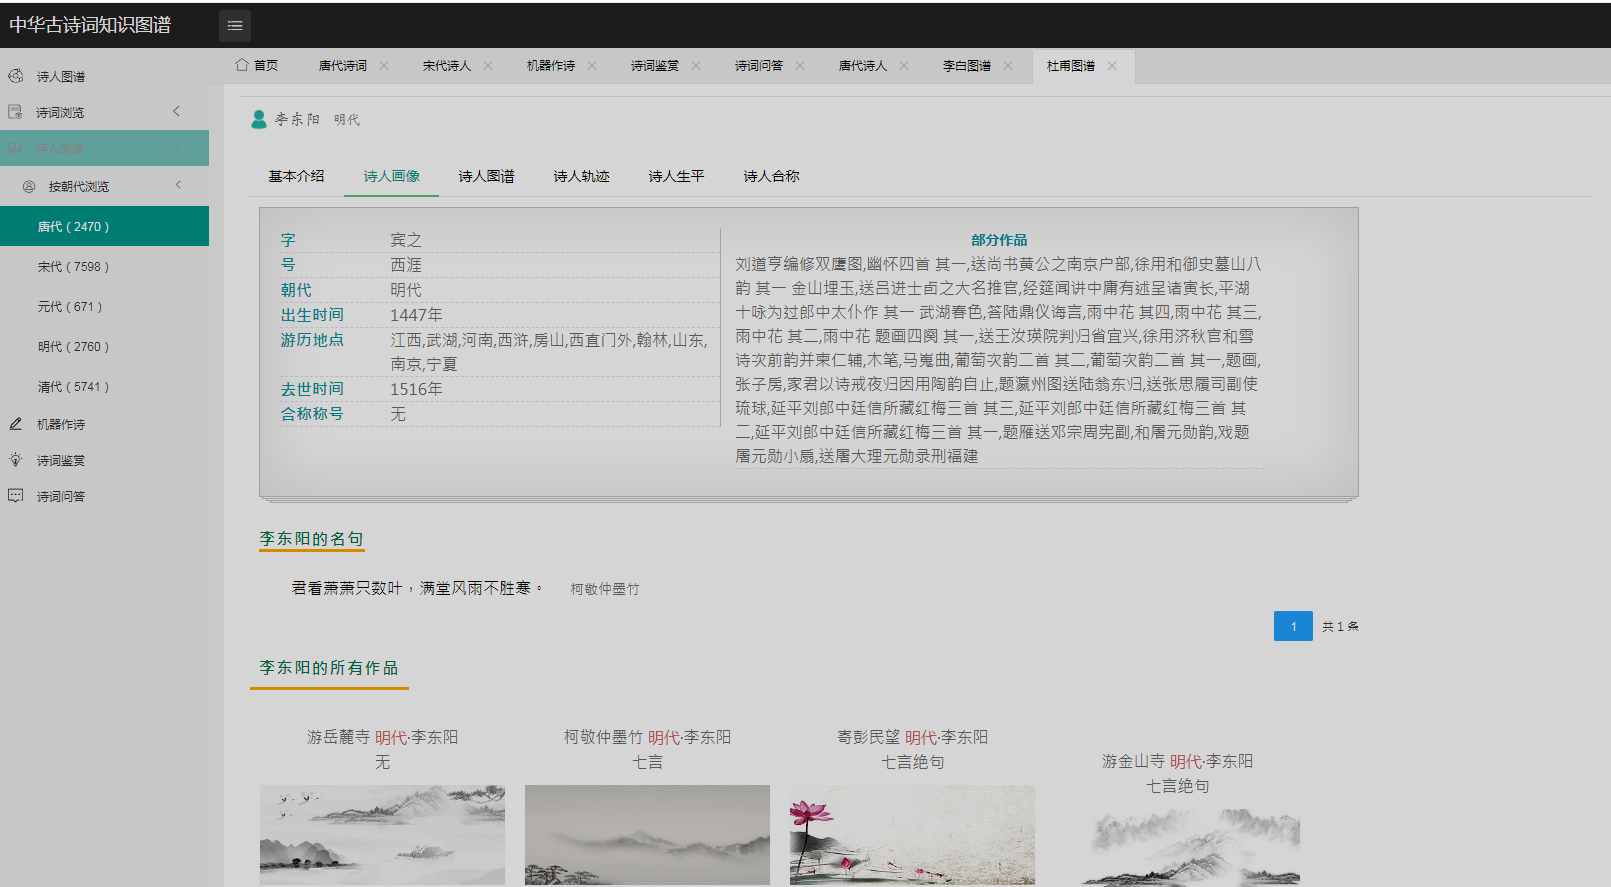 中华古诗词知识图谱
首页
唐代诗词
宋代诗人
机器作诗
诗词鉴赏
诗词问答
唐代诗人
李白图谱
杜甫图谱
诗人图谱
诗词浏览
诗人浏览
按朝代浏览
唐代 ( 2470 )
宋代 ( 7598 )
元代 ( 671 )
明代 ( 2760 )
清代 ( 5741 )
机器作诗
诗词鉴赏
诗词问答
李东阳 明代
基本介绍 诗人画像 诗人图谱 诗人轨迹 诗人生平 诗人合称
字 宾之
号 西涯
朝代 明代
出生时间 1447年
游历地点 江西,武湖,河南,西浒,房山,西直门外,翰林,山东,
南京,宁夏
去世时间 1516年
合称称号 无
部分作品
刘道亨编修双鹰图,幽怀四首 其一,送尚书黄公之南京户部,徐用和御史墓山八
韵 其一 金山埋玉,送吕进士卣之大名推官,经筵闻讲中庸有述呈诸寅长,平湖
十咏为过郎中太仆作 其一 武湖春色,答陆鼎仪诲言,雨中花 其四,雨中花 其三,
雨中花 其二,雨中花 题画四阕 其一,送王汝瑛院判归省宜兴,徐用济秋官和雪
诗次前韵并柬仁辅,木笔,马嵬曲,葡萄次韵二首 其二,葡萄次韵二首 其一,题画,
张子房,家君以诗戒夜归因用陶韵自止,题瀛州图送陆翁东归,送张思履司副使
琉球,延平刘郎中廷信所藏红梅三首 其三,延平刘郎中廷信所藏红梅三首 其
二,延平刘郎中廷信所藏红梅三首 其一,题雁送邓宗周宪副,和屠元勋韵,戏题
屠元勋小扇,送屠大理元勋录刑福建
李东阳的名句
君看萧萧只数叶，满堂风雨不胜寒。 柯敬仲墨竹
1 共 1 条
李东阳的所有作品
游岳麓寺 明代·李东阳
无
柯敬仲墨竹 明代·李东阳
七言
寄彭民望 明代·李东阳
七言绝句
游金山寺 明代·李东阳
七言绝句